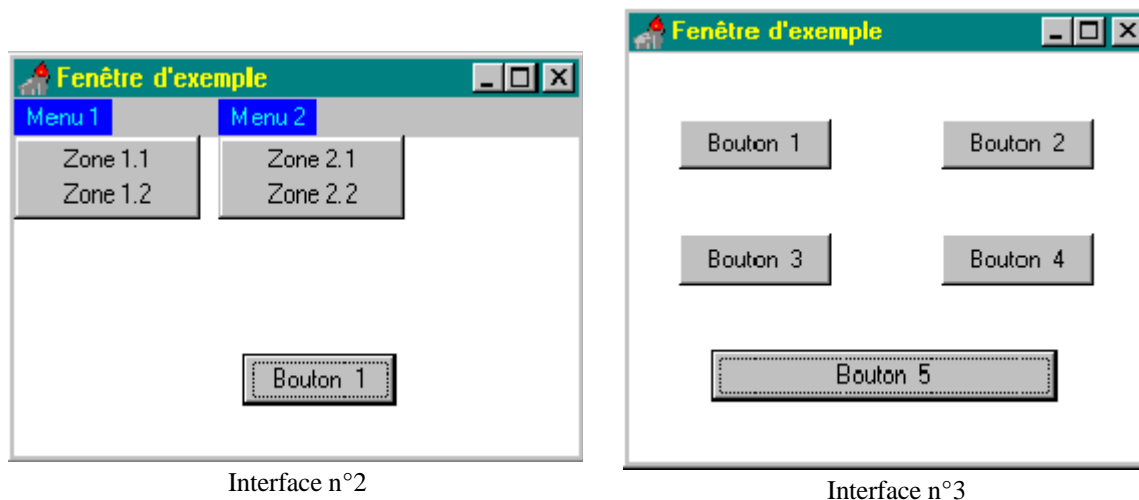 Fenêtre d'exemple
Menu 1 Menu 2
Zone 1.1 Zone 2.1
Zone 1.2 Zone 2.2
Bouton 1
Interface n°2
Fenêtre d'exemple
Bouton 1 Bouton 2
Bouton 3 Bouton 4
Bouton 5
Interface n°3